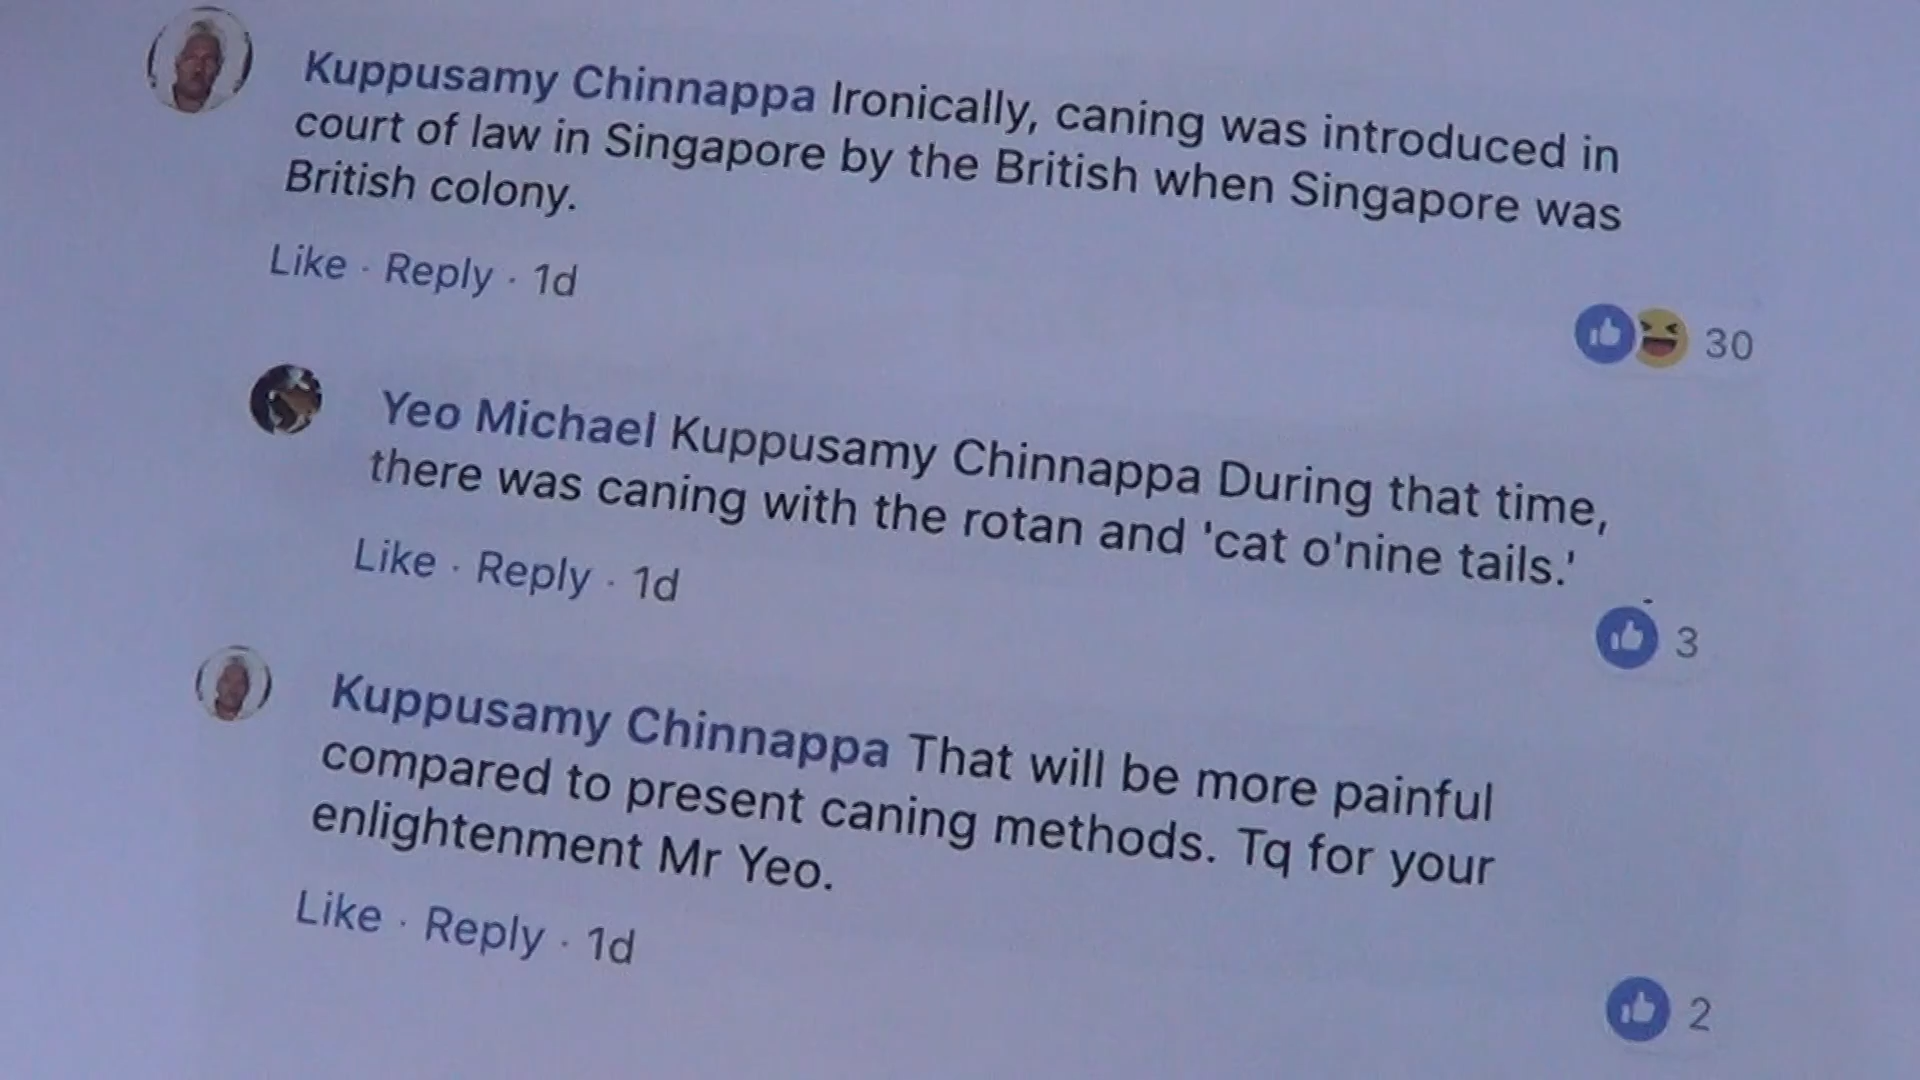 Kuppusamy Chinnappa Ironically, caning was introduced in
court of law in Singapore by the British when Singapore was
British colony.
Like · Reply · 1d
30
Yeo Michael Kuppusamy Chinnappa During that time,
there was caning with the rotan and 'cat o'nine tails.'
Like · Reply · 1d
3
Kuppusamy Chinnappa That will be more painful
compared to present caning methods. Tq for your
enlightenment Mr Yeo.
Like · Reply · 1d
2